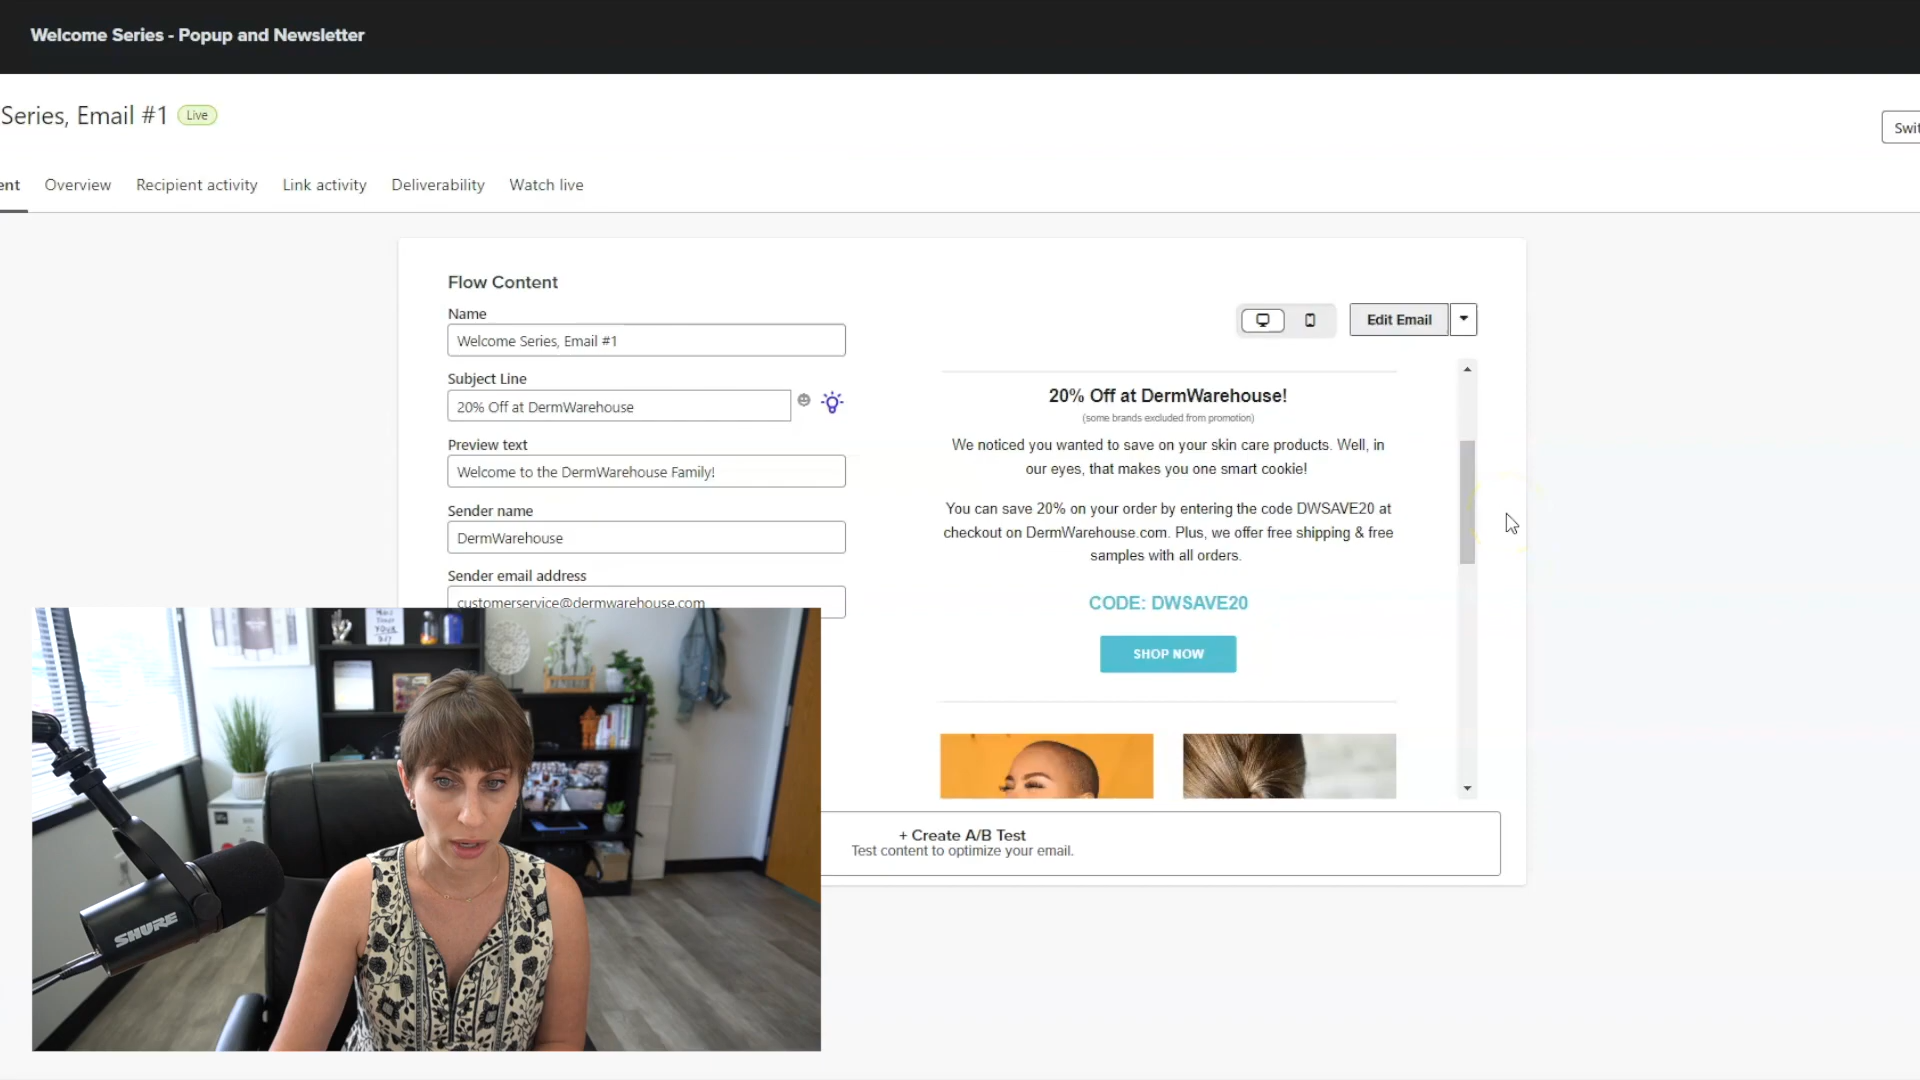 Welcome Series - Popup and Newsletter
Series, Email #1
Live
Swit
ent
Overview
Recipient activity
Link activity
Deliverability
Watch live
Flow Content
Name
Welcome Series, Email #1
Subject Line
20% Off at DermWarehouse
Preview text
Welcome to the DermWarehouse Family!
Sender name
DermWarehouse
Sender email address
customerservice@dermwarehouse.com
Edit Email
20% Off at DermWarehouse!
(some brands excluded from promotion)
We noticed you wanted to save on your skin care products. Well, in
our eyes, that makes you one smart cookie!
You can save 20% on your order by entering the code DWSAVE20 at
checkout on DermWarehouse.com. Plus, we offer free shipping & free
samples with all orders.
CODE: DWSAVE20
SHOP NOW
+ Create A/B Test
Test content to optimize your email.
SHURE